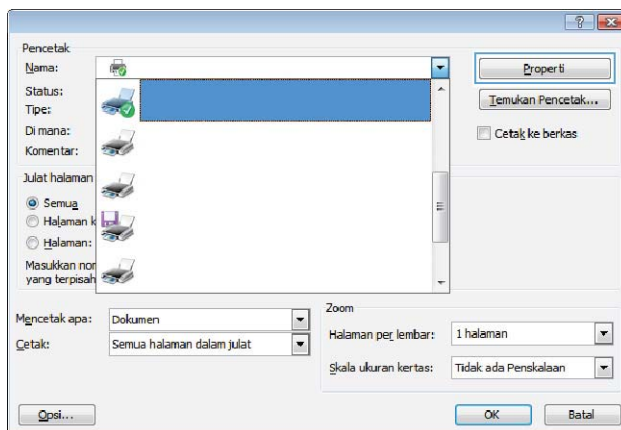 Pencetak
Nama:
Properti
Status:
Tipe:
Temukan Pencetak...
Di mana:
Cetak ke berkas
Komentar:
Julat halaman
Semua
Halaman k
Halaman:
Masukkan nor
yang terpisah
Mencetak apa: Dokumen
Cetak: Semua halaman dalam julat
Zoom
Halaman per lembar: 1 halaman
Skala ukuran kertas: Tidak ada Penskalaan
Opsi...
OK Batal